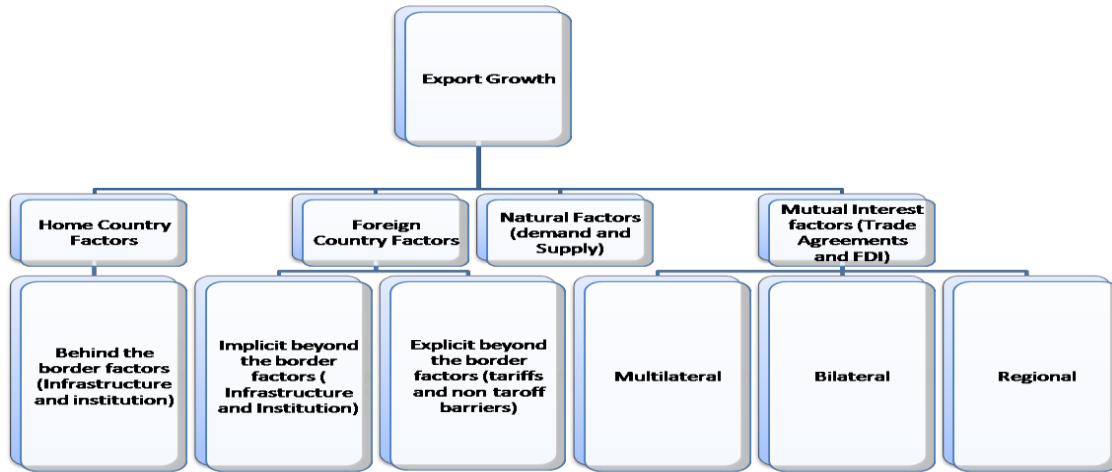 Export Growth
Home Country
Factors
Foreign
Country Factors
Natural Factors
(demand and
Supply)
Mutual Interest
factors (Trade
Agreements
and FDI)
Behind the
border factors
(Infrastructure
and institution)
Implicit beyond
the border
factors (
Infrastructure
and Institution)
Explicit beyond
the border
factors (tariffs
and non taroff
barriers)
Multilateral
Bilateral
Regional